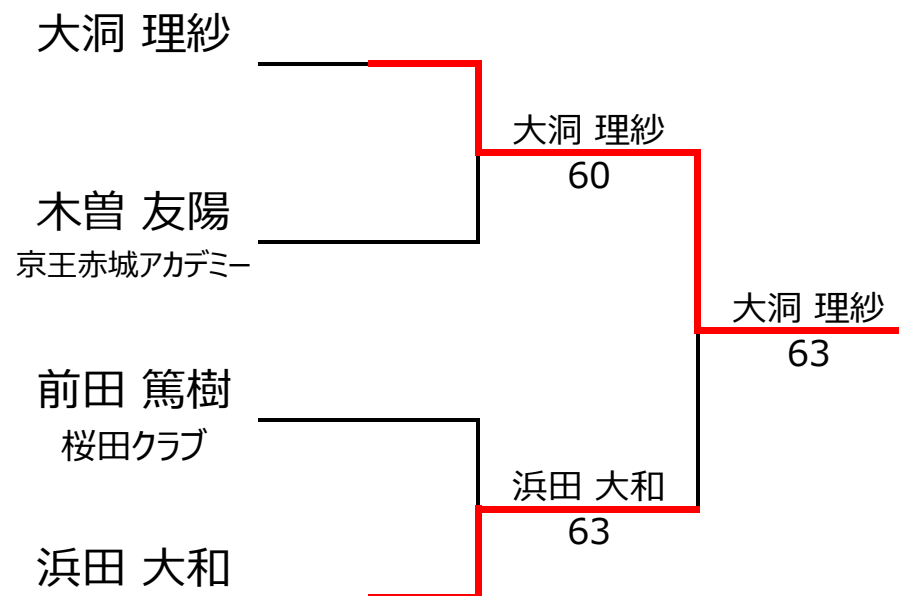 大洞 理紗
大洞 理紗
60
木曽 友陽
京王赤城アカデミー
大洞 理紗
63
前田 篤樹
桜田クラブ
浜田 大和
63
浜田 大和